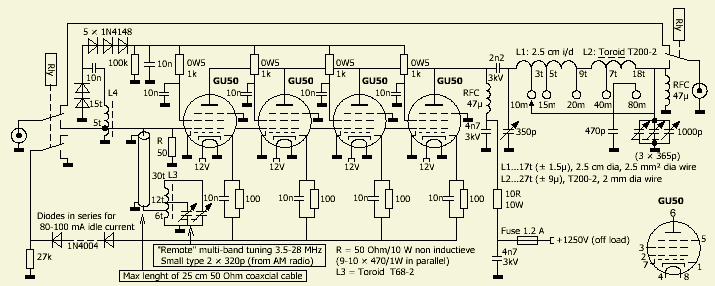 5 × 1N4148
Rly
100k
10n
0W5
1k
10n
GU50
0W5
1k
10n
GU50
0W5
1k
10n
GU50
0W5
1k
10n
GU50
2n2
3kV
L1: 2.5 cm i/d
L2: Toroid T200-2
Rly
Rly
10n
L4
15t
5t
RFC
47µ
3t
5t
9t
7t
18t
RFC
47µ
10m
15m
20m
40m
80m
4n7
3kV
350p
470p
1000p
(3 × 365p)
R
50
12V
12V
12V
12V
L3
30t
12t
6t
10n
100
10n
100
10n
100
10n
100
L1...17t (± 1.5µ), 2.5 cm dia, 2.5 mm² dia wire
L2...27t (± 9µ), T200-2, 2 mm dia wire
10R
10W
GU50
6
5
3
2
1
7
4
8
Diodes in series for
80-100 mA idle current
1N4004
27k
Fuse 1.2 A
+1250V (off load)
4n7
3kV
"Remote" multi-band tuning 3.5-28 MHz
Small type 2 × 320p (from AM radio)
R = 50 Ohm/10 W non inductieve
(9-10 × 470/1W in parallel)
L3 = Toroid T68-2
Max lenght of 25 cm 50 Ohm coaxcial cable